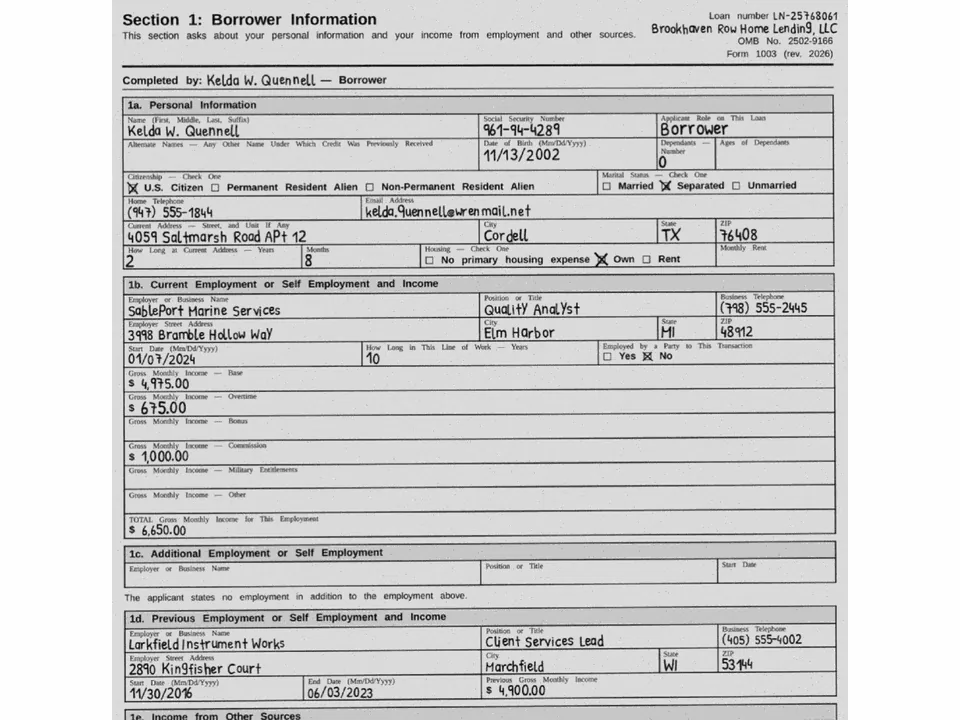 Section 1: Borrower Information
This section asks about your personal information and your income from employment and other sources.
Loan number LN-25768061
Brookhaven Row Home Lending, LLC
OMB No. 2502-9166
Form 1003 (rev. 2026)
Completed by: Kelda W. Quennell — Borrower
1a. Personal Information
Name (First, Middle, Last, Suffix) Social Security Number Applicant Role on This Loan
Kelda W. Quennell 961-94-4289 Borrower
Alternate Names — Any Other Name Under Which Credit Was Previously Received Date of Birth (Mm/Dd/Yyyy) Dependents — Number Ages of Dependents
11/13/2002 0
Citizenship — Check One Marital Status — Check One
☒ U.S. Citizen ☐ Permanent Resident Alien ☐ Non-Permanent Resident Alien ☐ Married ☒ Separated ☐ Unmarried
Home Telephone Email Address
(947) 555-1844 kelda.quennell@wrenmail.net
Current Address — Street, and Unit If Any City State ZIP
4059 Saltmarsh Road APt 12 Cordell TX 76408
How Long at Current Address — Years Months Housing — Check One Monthly Rent
2 8 ☐ No primary housing expense ☒ Own ☐ Rent
1b. Current Employment or Self Employment and Income
Employer or Business Name Position or Title Business Telephone
SablePort Marine Services Quality Analyst (798) 555-2445
Employer Street Address City State ZIP
3998 Bramble Hollow Way Elm Harbor MI 48912
Start Date (Mm/Dd/Yyyy) How Long in This Line of Work — Years Employed by a Party to This Transaction
01/07/2024 10 ☐ Yes ☒ No
Gross Monthly Income — Base
$ 4,975.00
Gross Monthly Income — Overtime
$ 675.00
Gross Monthly Income — Bonus
Gross Monthly Income — Commission
$ 1,000.00
Gross Monthly Income — Military Entitlements
Gross Monthly Income — Other
TOTAL Gross Monthly Income for This Employment
$ 6,650.00
1c. Additional Employment or Self Employment
Employer or Business Name Position or Title Start Date
The applicant states no employment in addition to the employment above.
1d. Previous Employment or Self Employment and Income
Employer or Business Name Position or Title Business Telephone
Larkfield Instrument Works Client Services Lead (405) 555-4002
Employer Street Address City State ZIP
2890 Kingfisher Court Marchfield WI 53144
Start Date (Mm/Dd/Yyyy) End Date (Mm/Dd/Yyyy) Previous Gross Monthly Income
11/30/2016 06/03/2023 $ 4,900.00
1e. Income from Other Sources